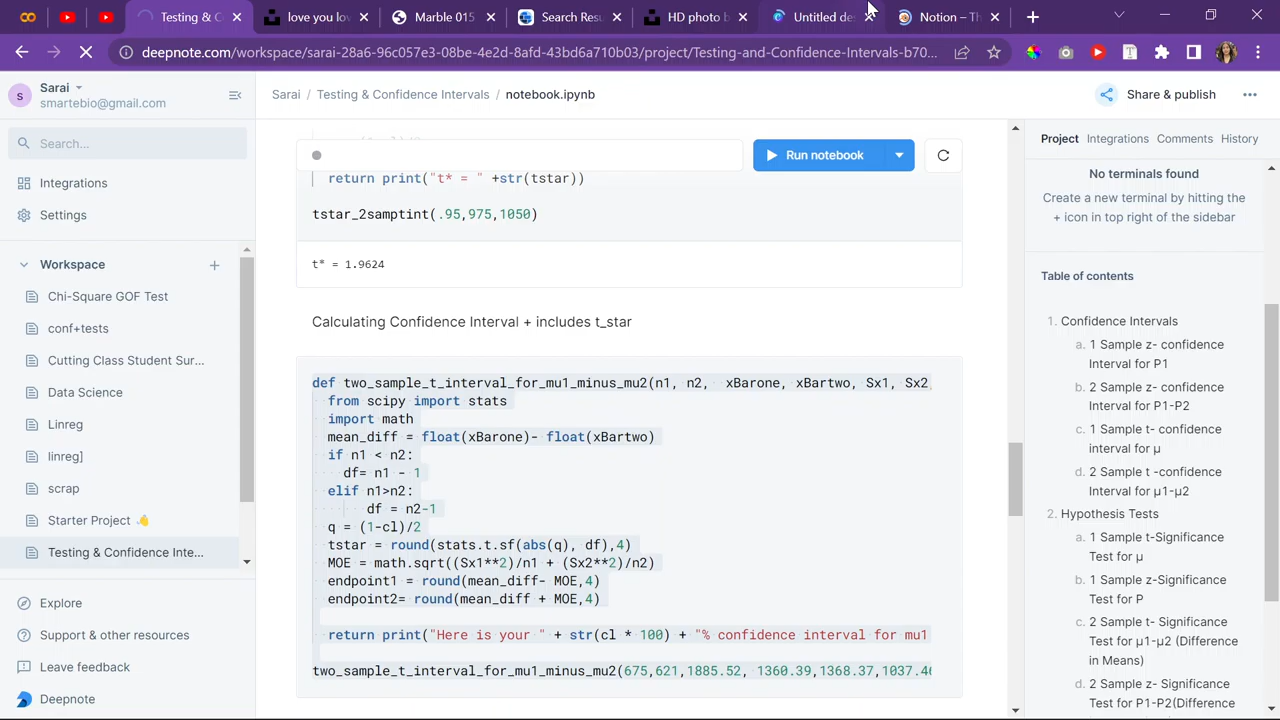 Testing & C
love you lov
Marble 015
Search Resu
HD photo b
Untitled de
Notion – Th
deepnote.com/workspace/sarai-28a6-96c057e3-08be-4e2d-8afd-43bd6a710b03/project/Testing-and-Confidence-Intervals-b70...
S
Sarai
smartebio@gmail.com
Search...
Integrations
Settings
Workspace
Chi-Square GOF Test
conf+tests
Cutting Class Student Sur...
Data Science
Linreg
linreg]
scrap
Starter Project 👋
Testing & Confidence Inte...
Explore
Support & other resources
Leave feedback
Deepnote
Sarai / Testing & Confidence Intervals / notebook.ipynb
Share & publish
Run notebook
return print("t* = " +str(tstar))
tstar_2samptint(.95,975,1050)
t* = 1.9624
Calculating Confidence Interval + includes t_star
def two_sample_t_interval_for_mu1_minus_mu2(n1, n2, xBarone, xBartwo, Sx1, Sx2,
from scipy import stats
import math
mean_diff = float(xBarone)- float(xBartwo)
if n1 < n2:
df= n1 - 1
elif n1>n2:
df = n2-1
q = (1-cl)/2
tstar = round(stats.t.sf(abs(q), df),4)
MOE = math.sqrt((Sx1**2)/n1 + (Sx2**2)/n2)
endpoint1 = round(mean_diff- MOE,4)
endpoint2= round(mean_diff + MOE,4)
return print("Here is your " + str(cl * 100) + "% confidence interval for mu1
two_sample_t_interval_for_mu1_minus_mu2(675,621,1885.52, 1360.39,1368.37,1037.46
Project
Integrations
Comments
History
No terminals found
Create a new terminal by hitting the
+ icon in top right of the sidebar
Table of contents
1. Confidence Intervals
a. 1 Sample z- confidence
Interval for P1
b. 2 Sample z- confidence
Interval for P1-P2
c. 1 Sample t- confidence
interval for μ
d. 2 Sample t -confidence
Interval for μ1-μ2
2. Hypothesis Tests
a. 1 Sample t-Significance
Test for μ
b. 1 Sample z-Significance
Test for P
c. 2 Sample t- Significance
Test for μ1-μ2 (Difference
in Means)
d. 2 Sample z- Significance
Test for P1-P2(Difference